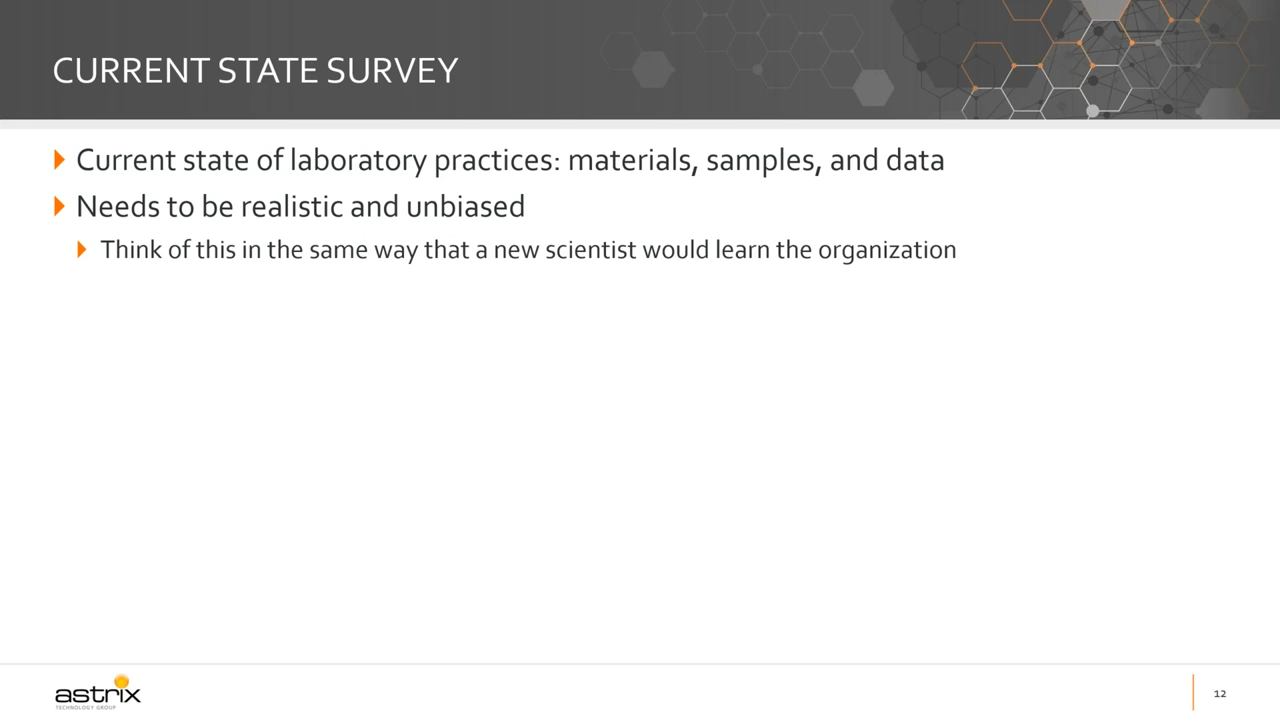 CURRENT STATE SURVEY
Current state of laboratory practices: materials, samples, and data
Needs to be realistic and unbiased
Think of this in the same way that a new scientist would learn the organization
astrix
TECHNOLOGY GROUP
12